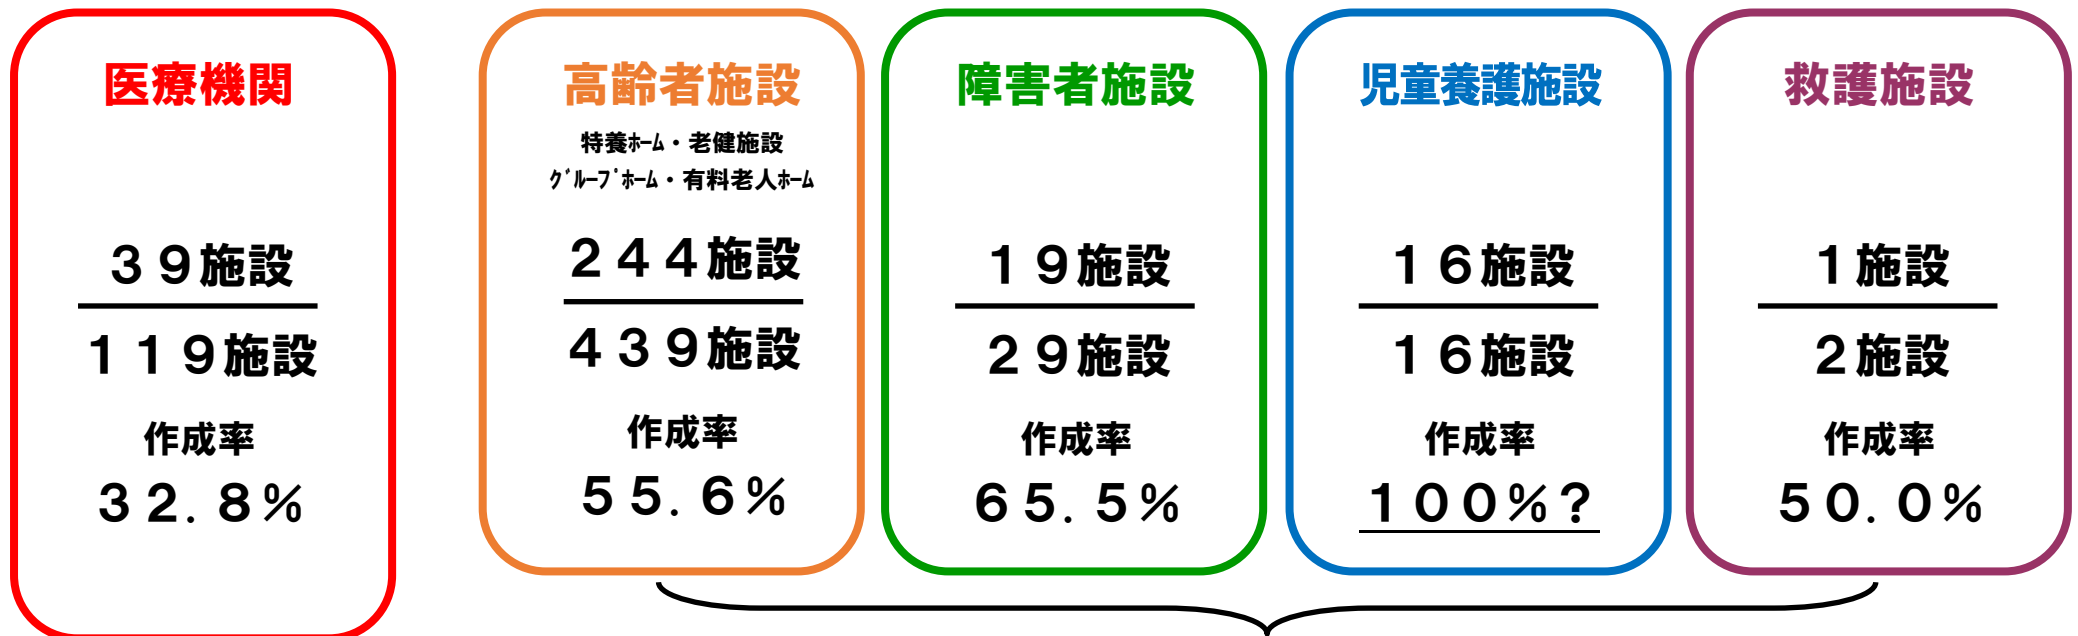 医療機関
３９施設
１１９施設
作成率
３２．８％
高齢者施設
特養ﾎｰﾑ・老健施設
ｸﾞﾙｰﾌﾟﾎｰﾑ・有料老人ﾎｰﾑ
２４４施設
４３９施設
作成率
５５．６％
障害者施設
１９施設
２９施設
作成率
６５．５％
児童養護施設
１６施設
１６施設
作成率
１００％？
救護施設
１施設
２施設
作成率
５０．０％